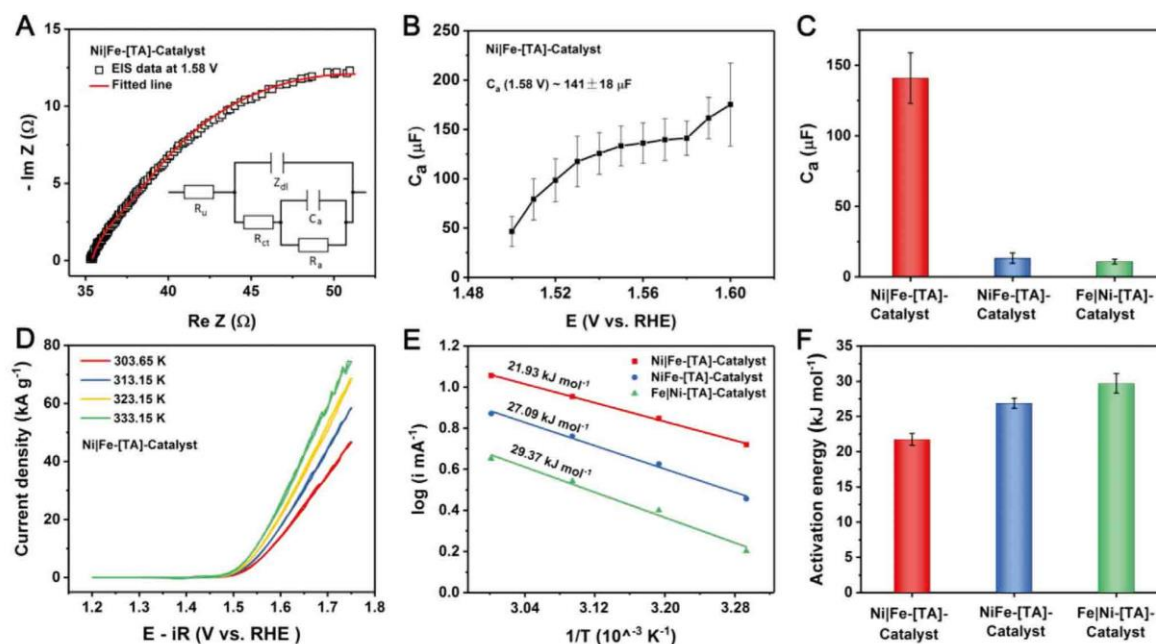 A
Ni|Fe-[TA]-Catalyst
EIS data at 1.58 V
Fitted line
- Im Z (Ω)
15
10
5
0
35
40
45
50
Re Z (Ω)
R_u
Z_dl
R_ct
C_a
R_a
B
Ni|Fe-[TA]-Catalyst
C_a (1.58 V) ~ 141±18 μF
C_a (μF)
250
200
150
100
50
0
1.48
1.52
1.56
1.60
E (V vs. RHE)
C
C_a (μF)
150
100
50
0
Ni|Fe-[TA]-
Catalyst
NiFe-[TA]-
Catalyst
Fe|Ni-[TA]-
Catalyst
D
Current density (kA g⁻¹)
80
60
40
20
0
303.65 K
313.15 K
323.15 K
333.15 K
Ni|Fe-[TA]-Catalyst
1.2
1.3
1.4
1.5
1.6
1.7
1.8
E - iR (V vs. RHE )
E
log (i mA⁻¹)
1.2
1.0
0.8
0.6
0.4
0.2
0.0
21.93 kJ mol⁻¹
27.09 kJ mol⁻¹
29.37 kJ mol⁻¹
Ni|Fe-[TA]-Catalyst
NiFe-[TA]-Catalyst
Fe|Ni-[TA]-Catalyst
3.04
3.12
3.20
3.28
1/T (10^⁻³ K⁻¹)
F
Activation energy (kJ mol⁻¹)
35
30
25
20
15
10
5
0
Ni|Fe-[TA]-
Catalyst
NiFe-[TA]-
Catalyst
Fe|Ni-[TA]-
Catalyst